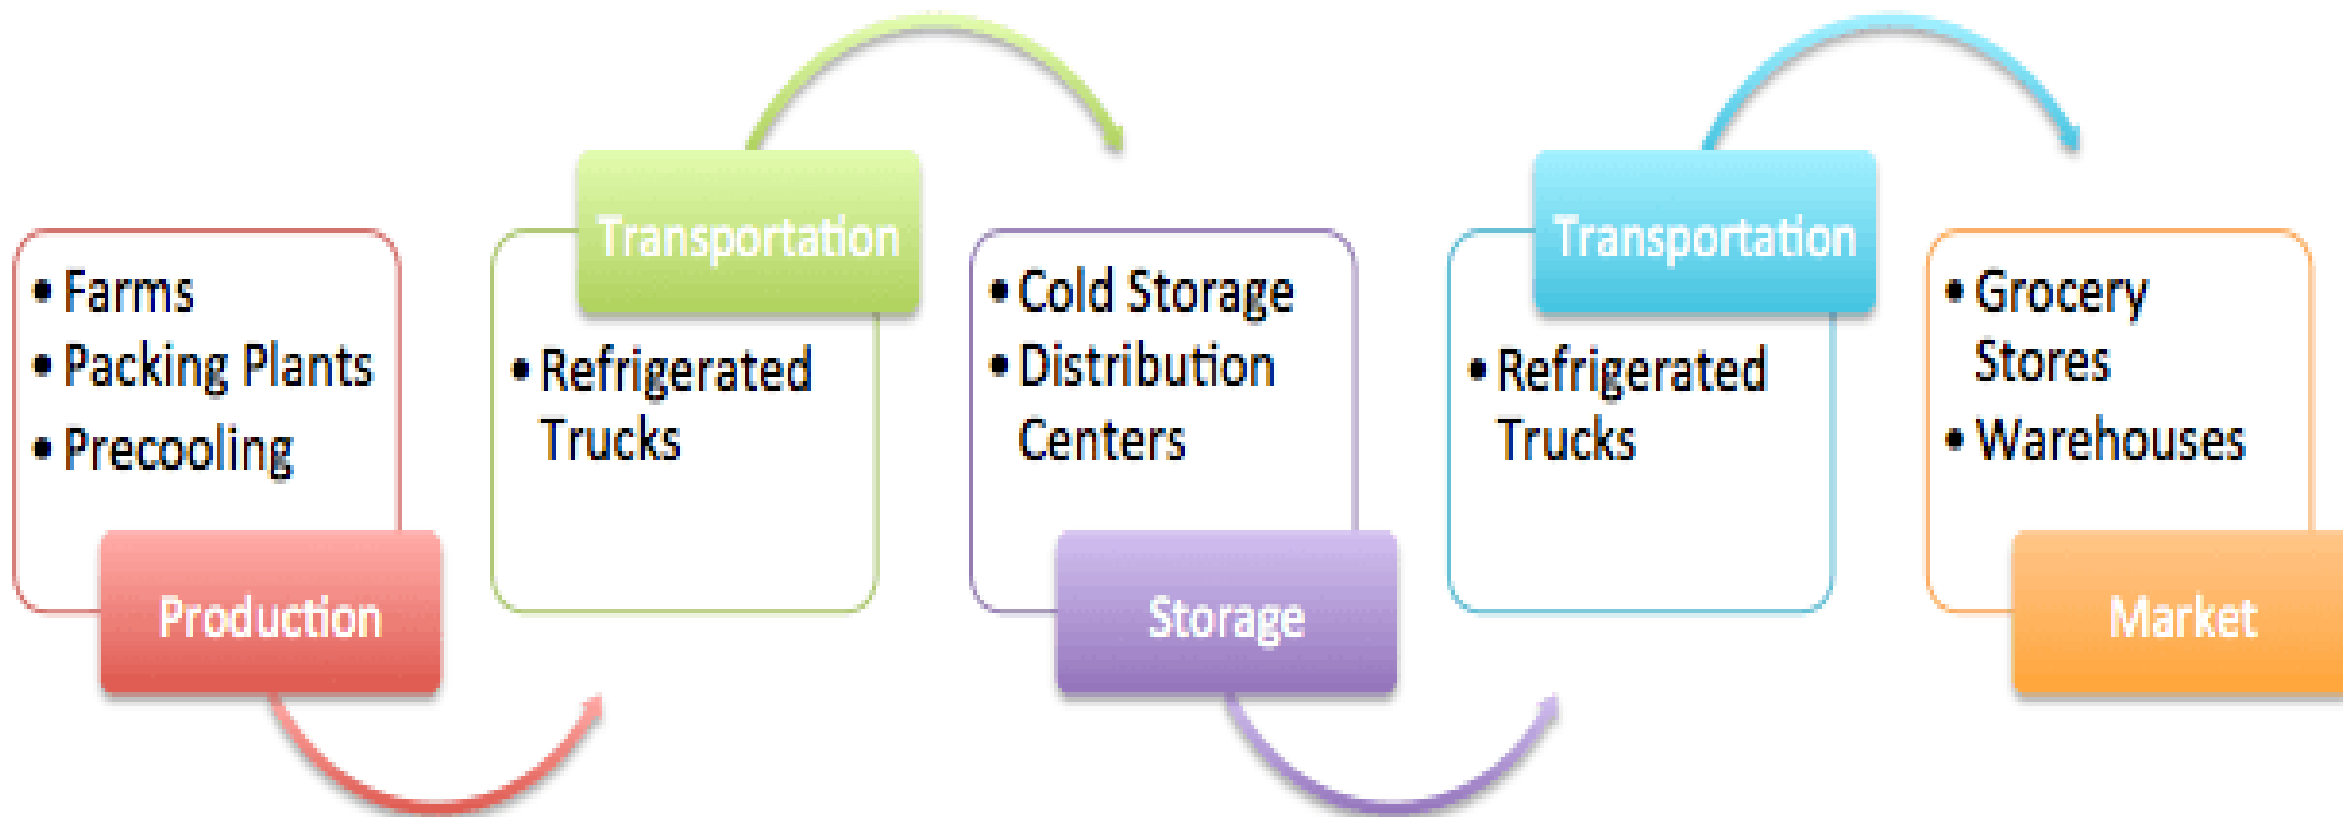 • Farms
• Packing Plants
• Precooling
Production
Transportation
• Refrigerated
Trucks
• Cold Storage
• Distribution
Centers
Storage
Transportation
• Refrigerated
Trucks
• Grocery
Stores
• Warehouses
Market